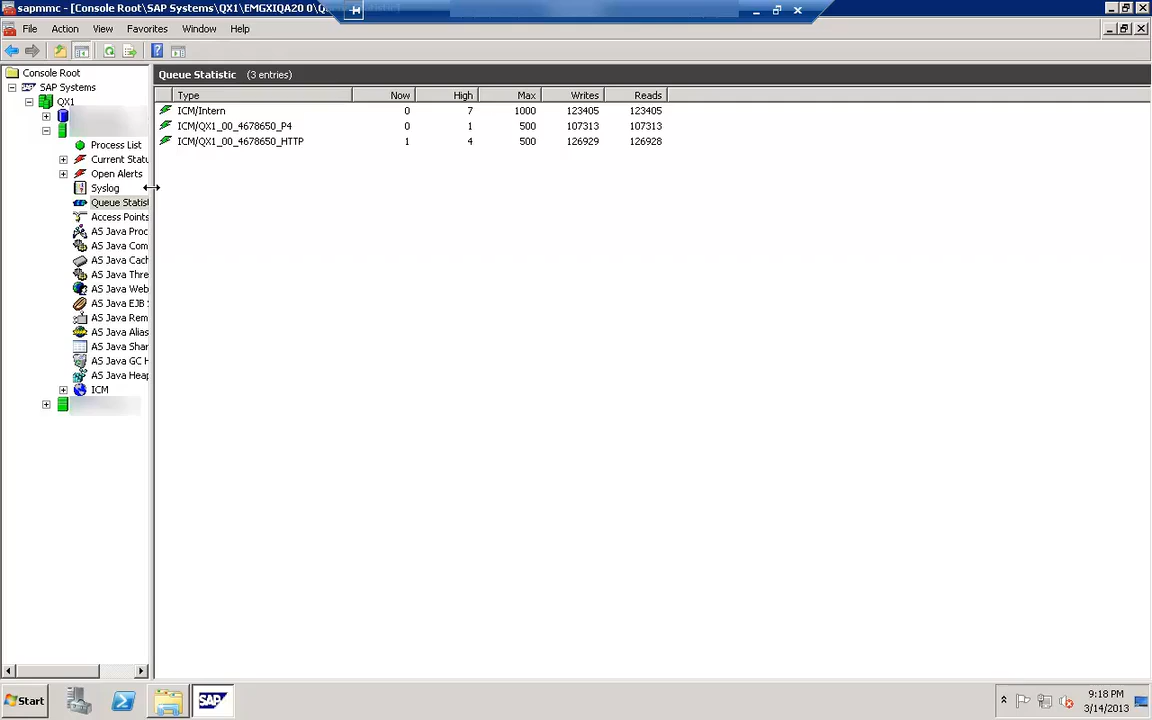 sapmmc - [Console Root\SAP Systems\QX1\EMGXIQA20 0\Q
File Action View Favorites Window Help
Console Root
SAP Systems
QX1
Process List
Current Statu
Open Alerts
Syslog
Queue Statist
Access Points
AS Java Proc
AS Java Com
AS Java Cach
AS Java Thre
AS Java Web
AS Java EJB
AS Java Rem
AS Java Alias
AS Java Shar
AS Java GC H
AS Java Heap
ICM
Queue Statistic (3 entries)
Type Now High Max Writes Reads
ICM/Intern 0 7 1000 123405 123405
ICM/QX1_00_4678650_P4 0 1 500 107313 107313
ICM/QX1_00_4678650_HTTP 1 4 500 126929 126928
Start
SAP
9:18 PM
3/14/2013